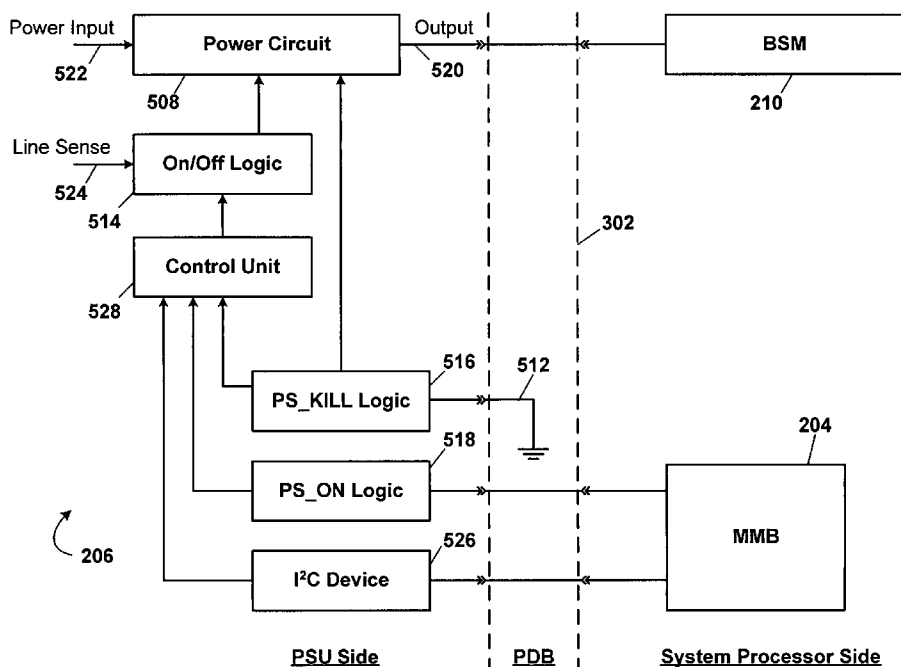 Power Input
522
Power Circuit
508
Output
520
BSM
210
Line Sense
524
On/Off Logic
514
302
Control Unit
528
516
PS_KILL Logic
512
518
PS_ON Logic
204
MMB
526
I²C Device
206
PSU Side
PDB
System Processor Side